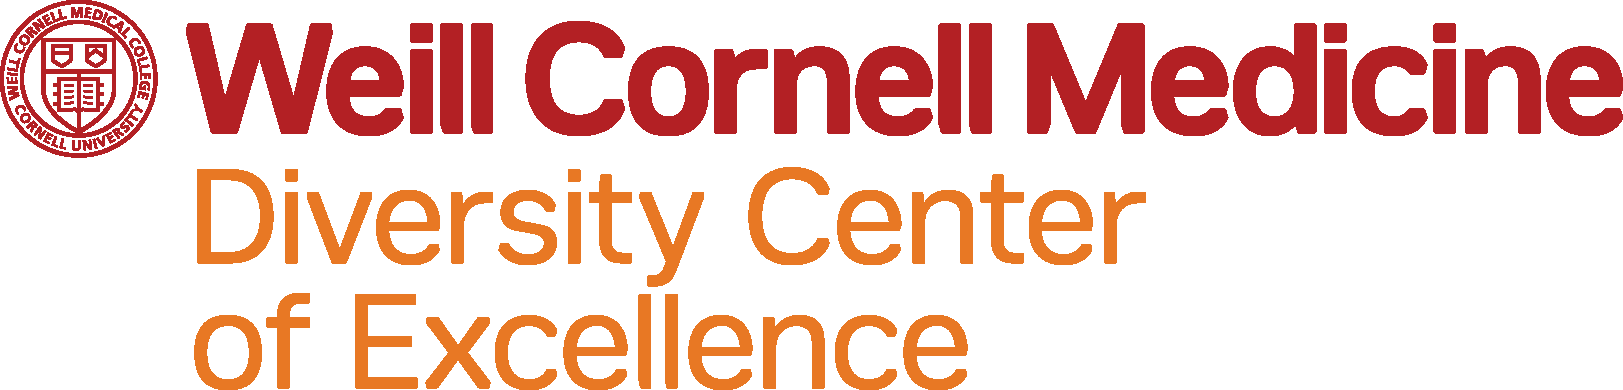 WEILL CORNELL MEDICAL COLLEGE
CORNELL UNIVERSITY
Weill Cornell Medicine
Diversity Center
of Excellence